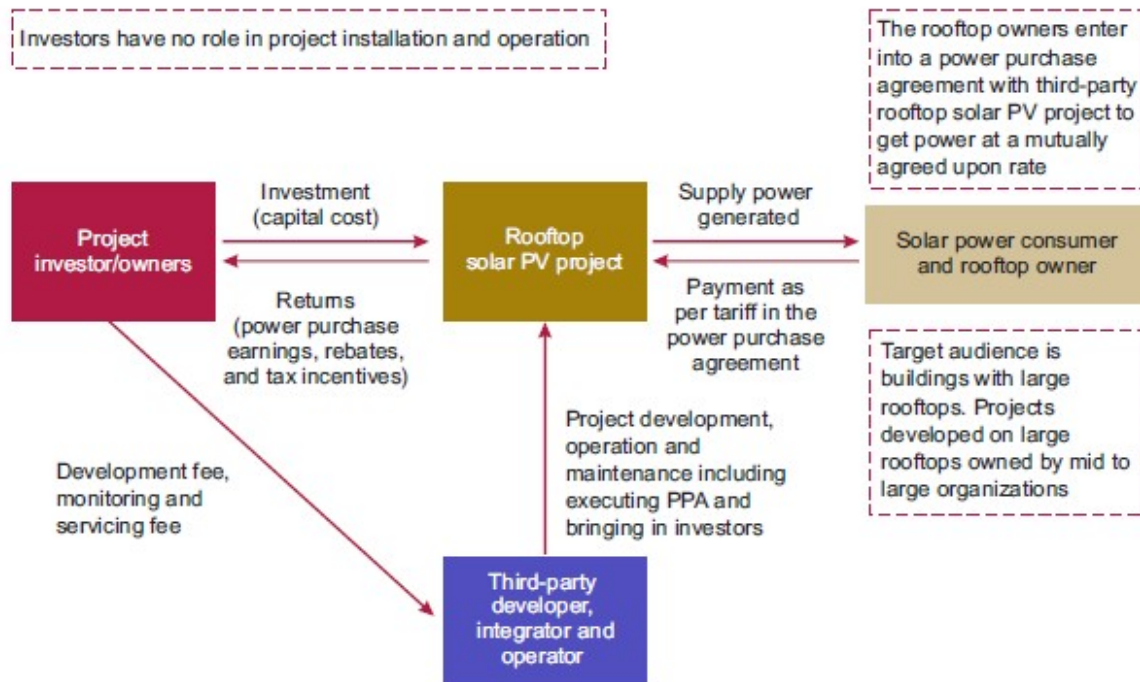 Investors have no role in project installation and operation
The rooftop owners enter
into a power purchase
agreement with third-party
rooftop solar PV project to
get power at a mutually
agreed upon rate
Project
investor/owners
Investment
(capital cost)
Returns
(power purchase
earnings, rebates,
and tax incentives)
Rooftop
solar PV project
Supply power
generated
Payment as
per tariff in the
power purchase
agreement
Solar power consumer
and rooftop owner
Target audience is
buildings with large
rooftops. Projects
developed on large
rooftops owned by mid to
large organizations
Development fee,
monitoring and
servicing fee
Project development,
operation and
maintenance including
executing PPA and
bringing in investors
Third-party
developer,
integrator and
operator